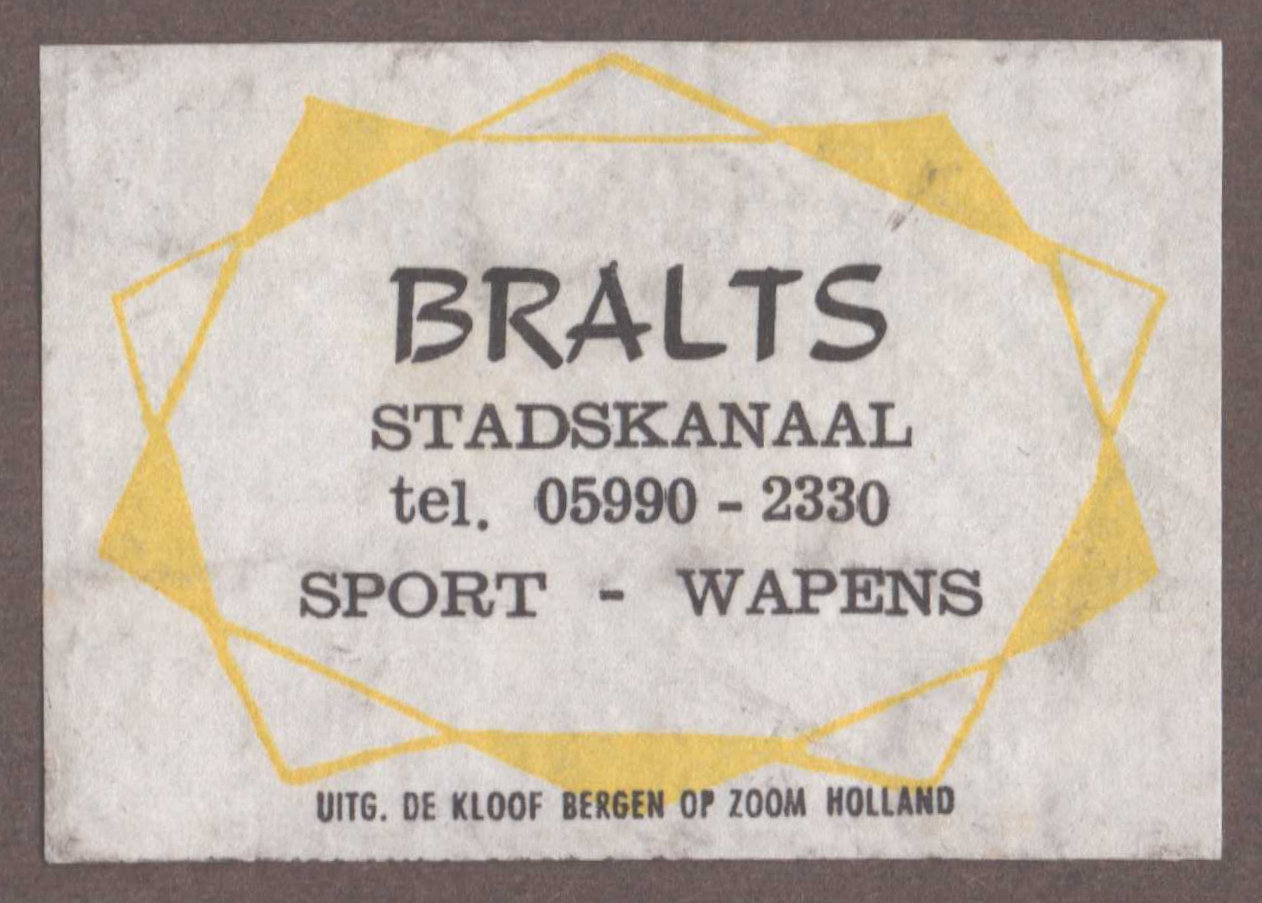 BRALTS
STADSKANAAL
tel. 05990 - 2330
SPORT - WAPENS
UITG. DE KLOOF BERGEN OP ZOOM HOLLAND